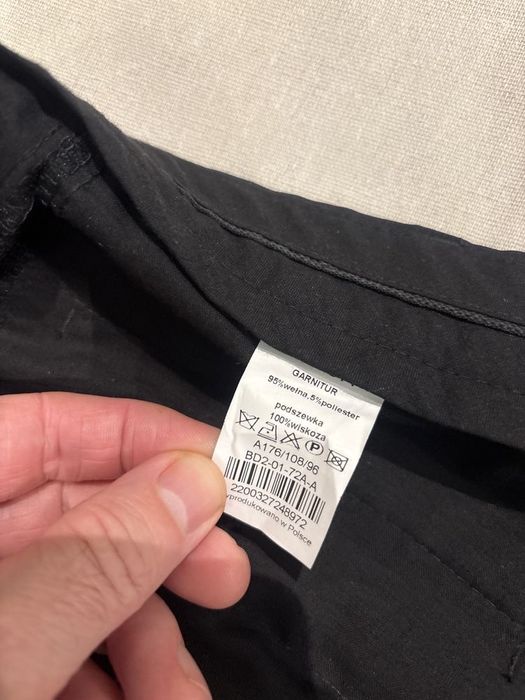 GARNITUR
95%wełna,5%poliester
podszewka
100%wiskoza
P
A176/108/96
BD2-01-72A-A
2200327248972
yprodukowano w Polsce